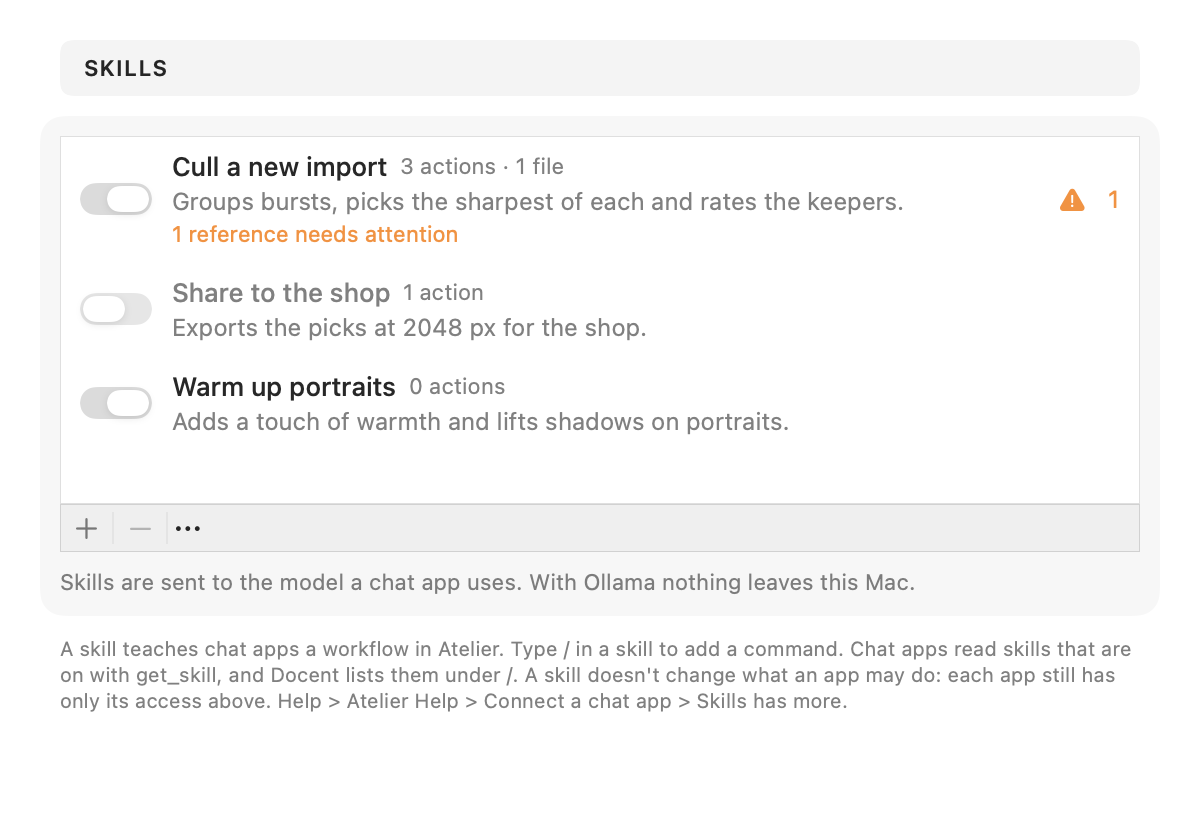 SKILLS
Cull a new import 3 actions · 1 file
Groups bursts, picks the sharpest of each and rates the keepers.
1
1 reference needs attention
Share to the shop 1 action
Exports the picks at 2048 px for the shop.
Warm up portraits 0 actions
Adds a touch of warmth and lifts shadows on portraits.
Skills are sent to the model a chat app uses. With Ollama nothing leaves this Mac.
A skill teaches chat apps a workflow in Atelier. Type / in a skill to add a command. Chat apps read skills that are
on with get_skill, and Docent lists them under /. A skill doesn't change what an app may do: each app still has
only its access above. Help > Atelier Help > Connect a chat app > Skills has more.